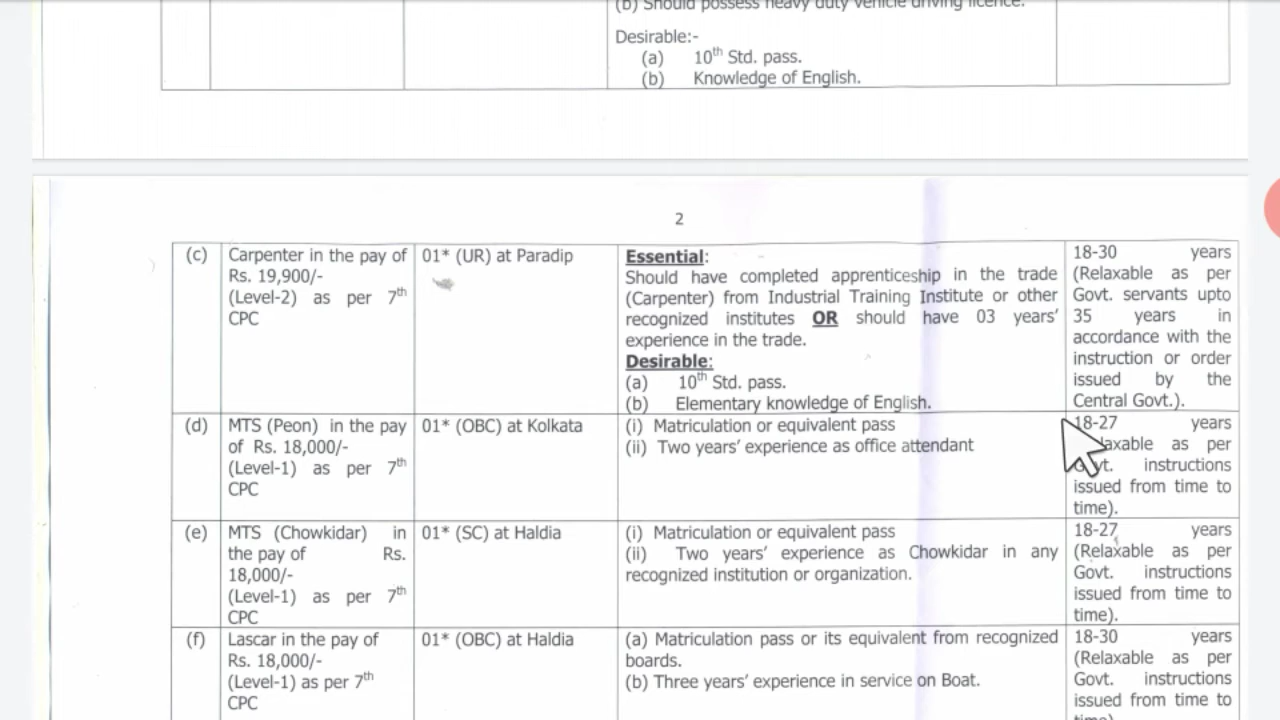 (b) Should possess heavy duty vehicle driving licence.
Desirable:-
(a) 10th Std. pass.
(b) Knowledge of English.
2
(c)
Carpenter in the pay of
Rs. 19,900/-
(Level-2) as per 7th
CPC
01* (UR) at Paradip
Essential:
Should have completed apprenticeship in the trade
(Carpenter) from Industrial Training Institute or other
recognized institutes OR should have 03 years'
experience in the trade.
Desirable:
(a) 10th Std. pass.
(b) Elementary knowledge of English.
18-30 years
(Relaxable as per
Govt. servants upto
35 years in
accordance with the
instruction or order
issued by the
Central Govt.).
(d)
MTS (Peon) in the pay
of Rs. 18,000/-
(Level-1) as per 7th
CPC
01* (OBC) at Kolkata
(i) Matriculation or equivalent pass
(ii) Two years' experience as office attendant
18-27 years
as per
instructions
issued from time to
time).
(e)
MTS (Chowkidar) in
the pay of Rs.
18,000/-
(Level-1) as per 7th
CPC
01* (SC) at Haldia
(i) Matriculation or equivalent pass
(ii) Two years' experience as Chowkidar in any
recognized institution or organization.
18-27 years
(Relaxable as per
Govt. instructions
issued from time to
time).
(f)
Lascar in the pay of
Rs. 18,000/-
(Level-1) as per 7th
CPC
01* (OBC) at Haldia
(a) Matriculation pass or its equivalent from recognized
boards.
(b) Three years' experience in service on Boat.
18-30 years
(Relaxable as per
Govt. instructions
issued from time to